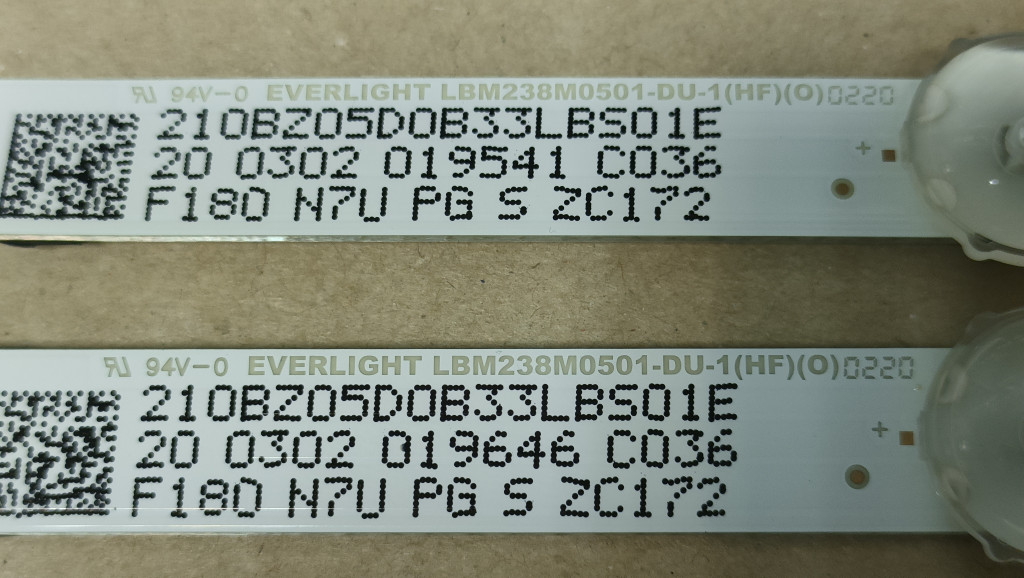 94V-0 EVERLIGHT LBM238M0501-DU-1(HF)(O) 0220
210BZ05D0B33LBS01E
20 0302 019541 C036
F180 N7U PG S ZC172
94V-0 EVERLIGHT LBM238M0501-DU-1(HF)(O) 0220
210BZ05D0B33LBS01E
20 0302 019646 C036
F180 N7U PG S ZC172